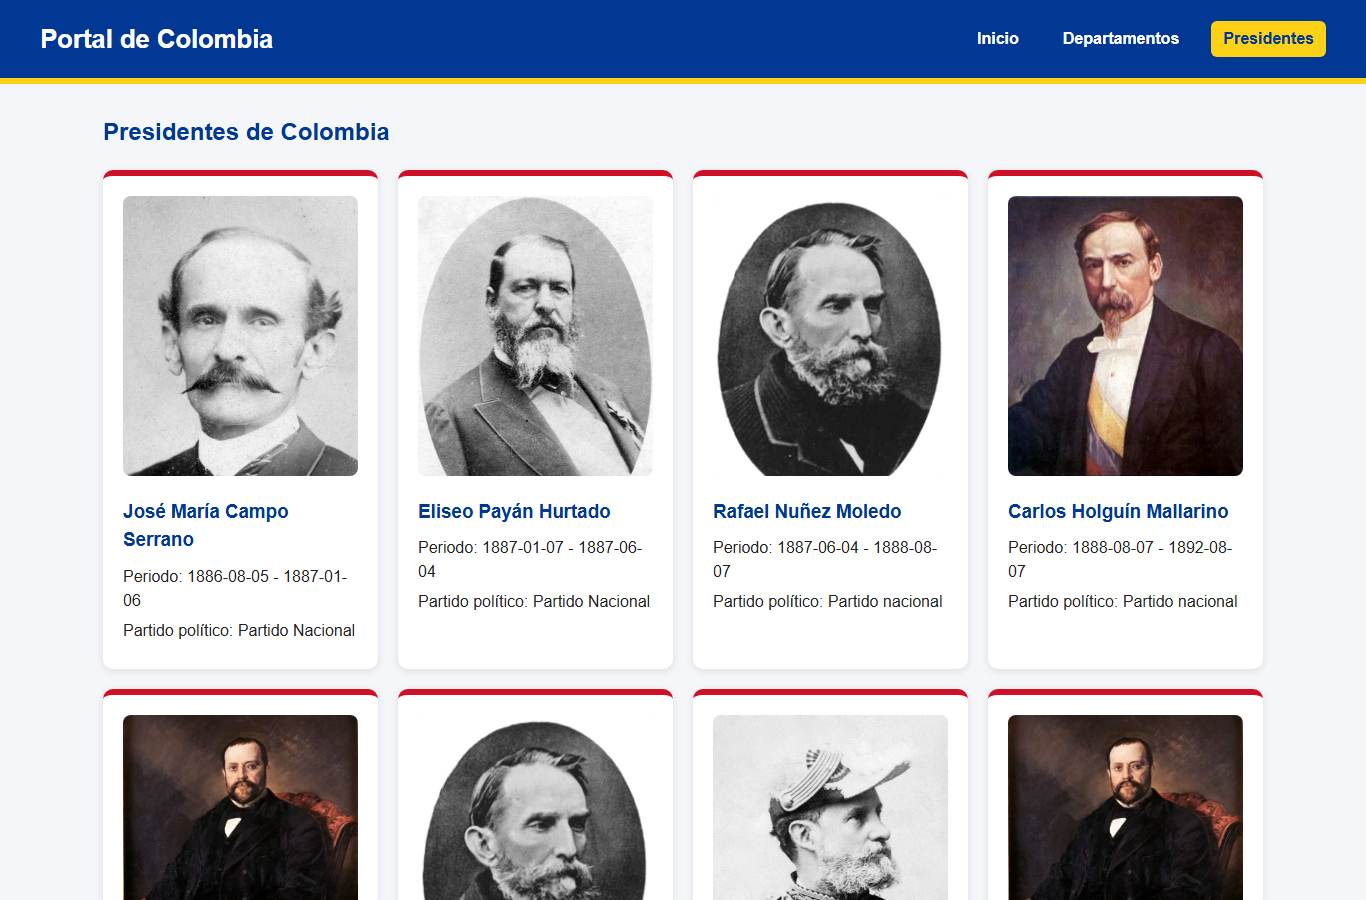 Portal de Colombia
Inicio
Departamentos
Presidentes
Presidentes de Colombia
José María Campo
Serrano
Periodo: 1886-08-05 - 1887-01-
06
Partido político: Partido Nacional
Eliseo Payán Hurtado
Periodo: 1887-01-07 - 1887-06-
04
Partido político: Partido Nacional
Rafael Nuñez Moledo
Periodo: 1887-06-04 - 1888-08-
07
Partido político: Partido nacional
Carlos Holguín Mallarino
Periodo: 1888-08-07 - 1892-08-
07
Partido político: Partido nacional